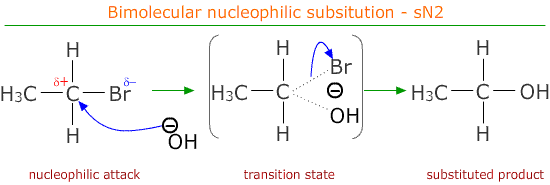 Bimolecular nucleophilic subsitution - sN2
H
H
δ+
δ-
Br
H3C
C
Br
H3C
C
⊖
H3C
C
OH
OH
H
⊖
OH
H
H
H
nucleophilic attack
transition state
substituted product